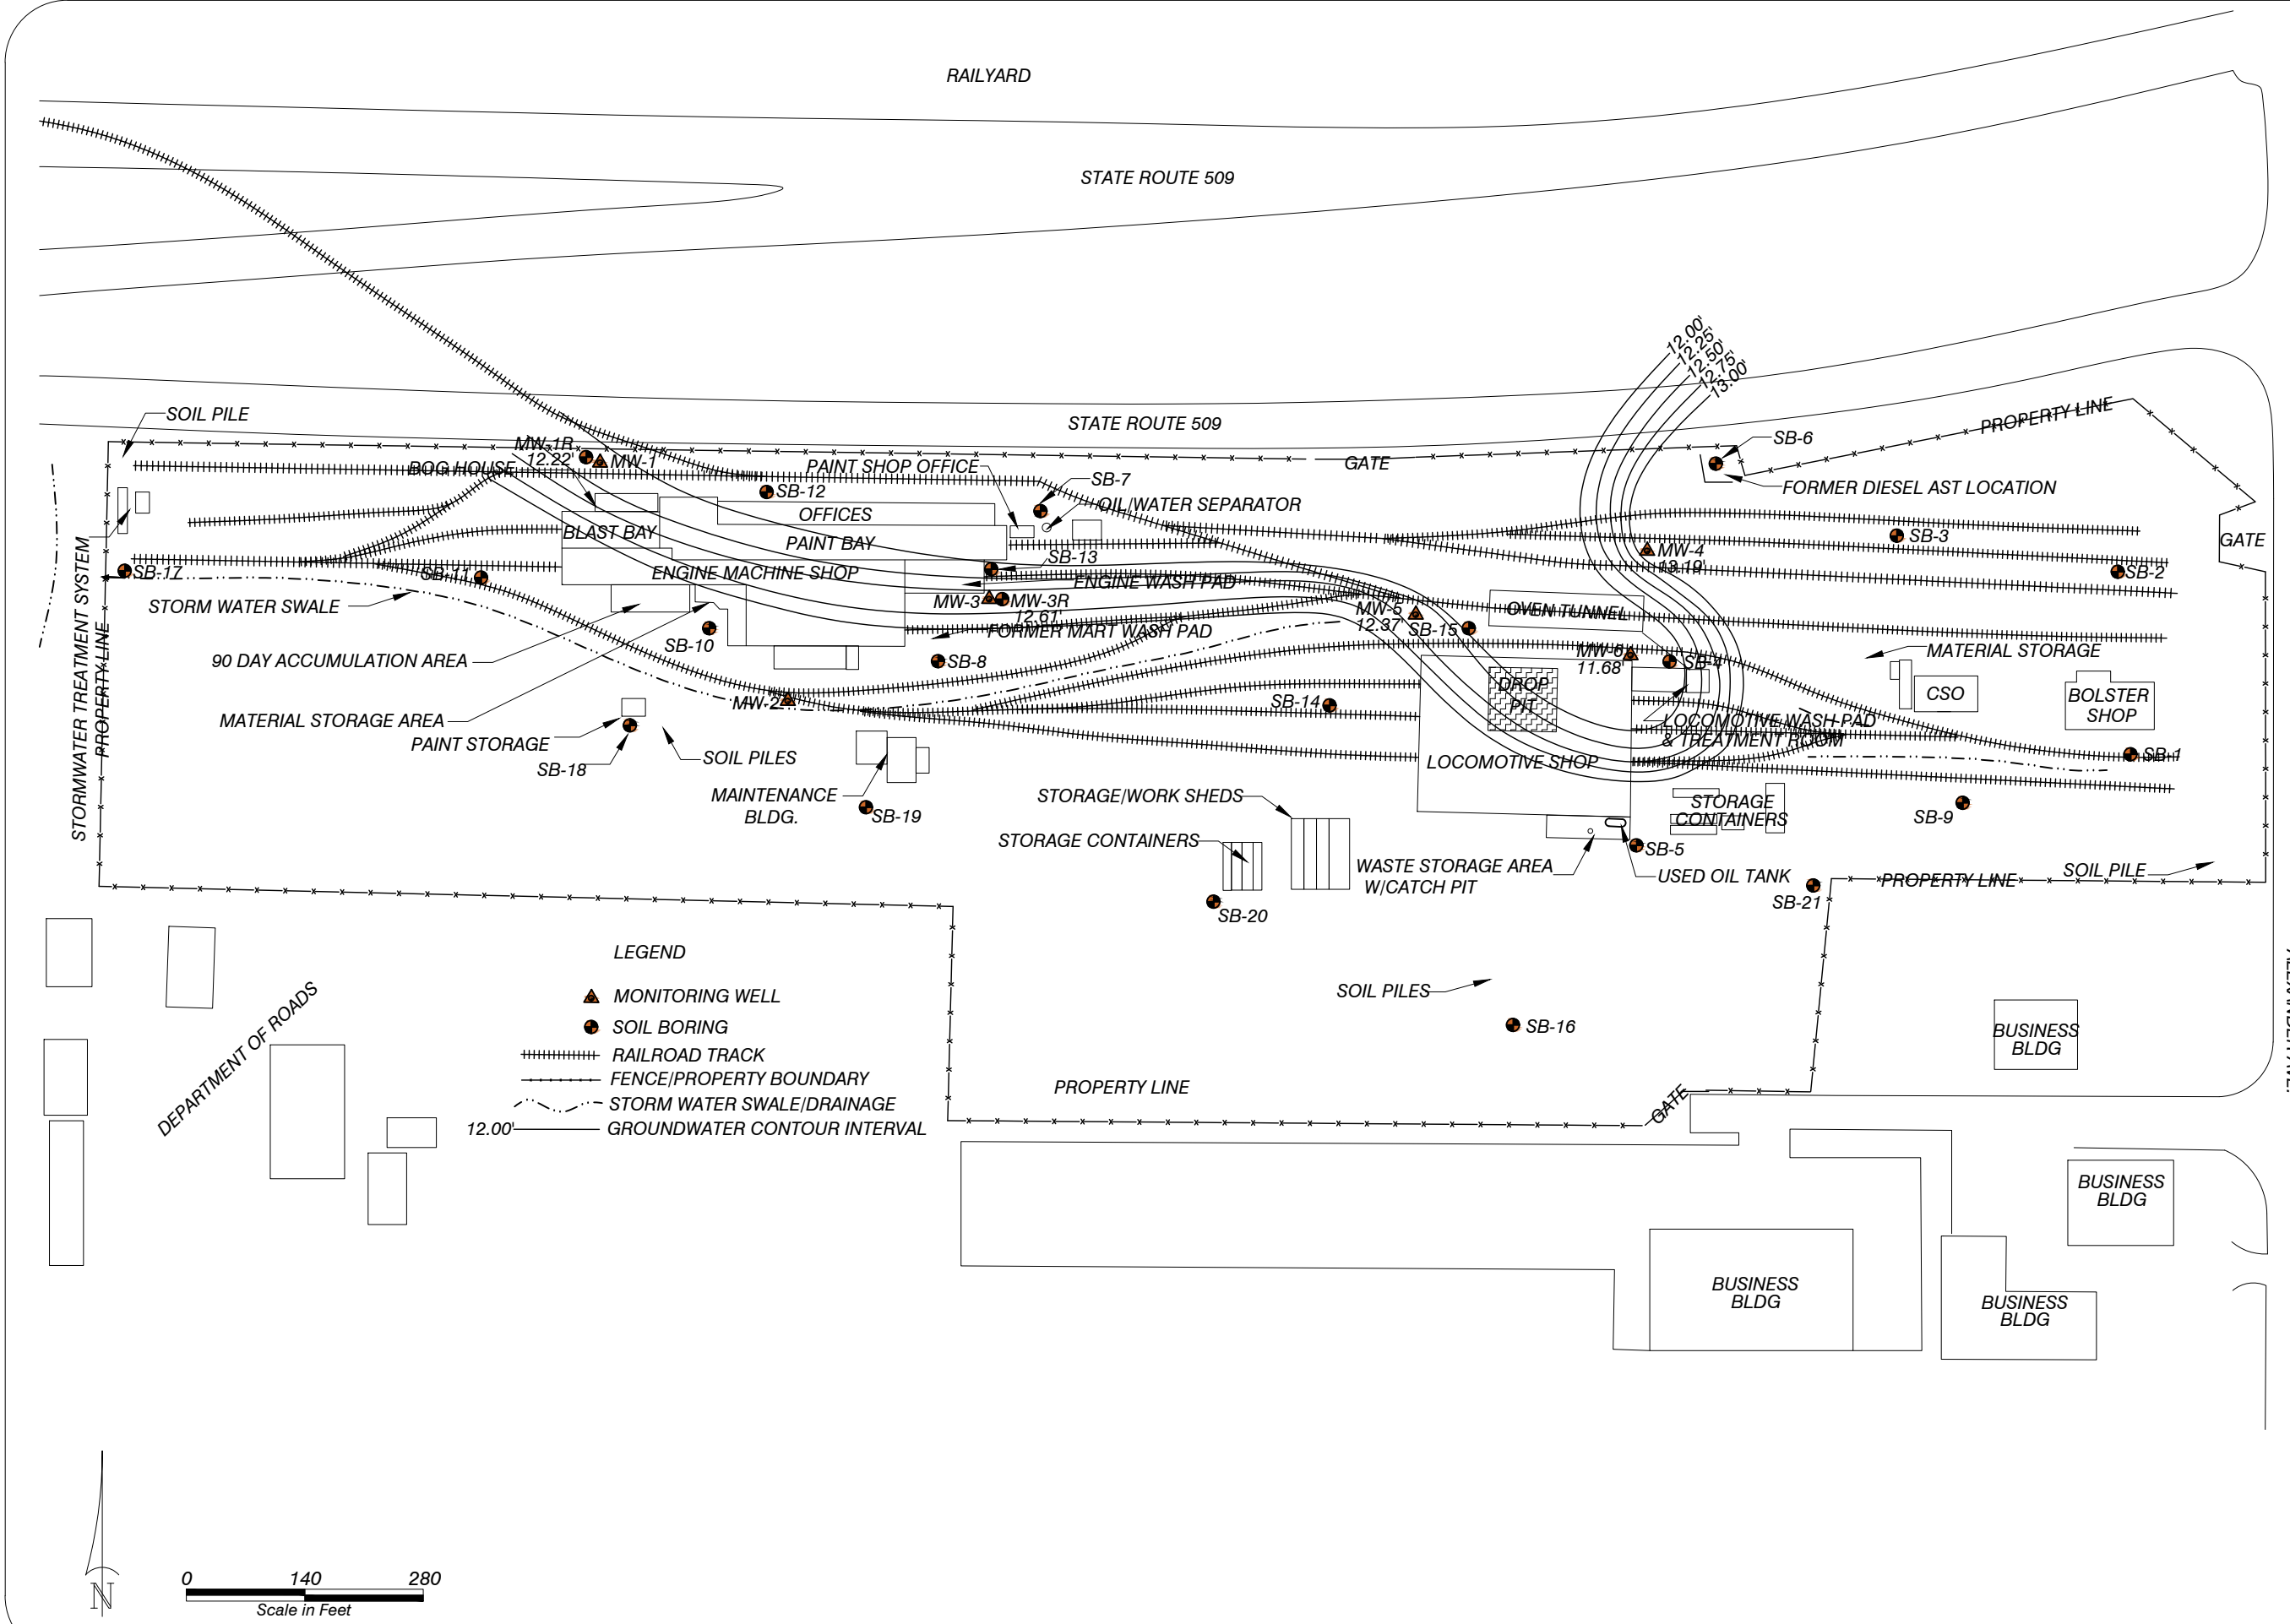 RAILYARD
STATE ROUTE 509
12.00'
12.25'
12.50'
12.75'
13.00'
STATE ROUTE 509
PROPERTY LINE
SOIL PILE
MW-1R
12.22'
MW-1
BOG HOUSE
PAINT SHOP OFFICE
GATE
SB-6
SB-7
SB-12
OIL/WATER SEPARATOR
FORMER DIESEL AST LOCATION
OFFICES
BLAST BAY
PAINT BAY
SB-3
GATE
MW-4
13.19'
SB-13
ENGINE MACHINE SHOP
ENGINE WASH PAD
SB-17
SB-11
SB-2
STORM WATER SWALE
MW-3
MW-3R
12.61'
MW-5
12.37'
SB-15
OVEN TUNNEL
FORMER MART WASH PAD
SB-10
STORMWATER TREATMENT SYSTEM
PROPERTY LINE
90 DAY ACCUMULATION AREA
SB-8
MW-6
11.68'
SB-4
MATERIAL STORAGE
DROP
PIT
CSO
BOLSTER
SHOP
MW-2
SB-14
MATERIAL STORAGE AREA
LOCOMOTIVE WASH PAD
& TREATMENT ROOM
PAINT STORAGE
SB-18
SOIL PILES
LOCOMOTIVE SHOP
SB-1
MAINTENANCE
BLDG.
SB-19
STORAGE/WORK SHEDS
STORAGE
CONTAINERS
SB-9
STORAGE CONTAINERS
SB-5
WASTE STORAGE AREA
W/CATCH PIT
USED OIL TANK
PROPERTY LINE
SOIL PILE
SB-21
SB-20
LEGEND
MONITORING WELL
SOIL BORING
RAILROAD TRACK
FENCE/PROPERTY BOUNDARY
STORM WATER SWALE/DRAINAGE
12.00' GROUNDWATER CONTOUR INTERVAL
DEPARTMENT OF ROADS
SOIL PILES
SB-16
BUSINESS
BLDG
PROPERTY LINE
GATE
BUSINESS
BLDG
BUSINESS
BLDG
BUSINESS
BLDG
N
0 140 280
Scale in Feet